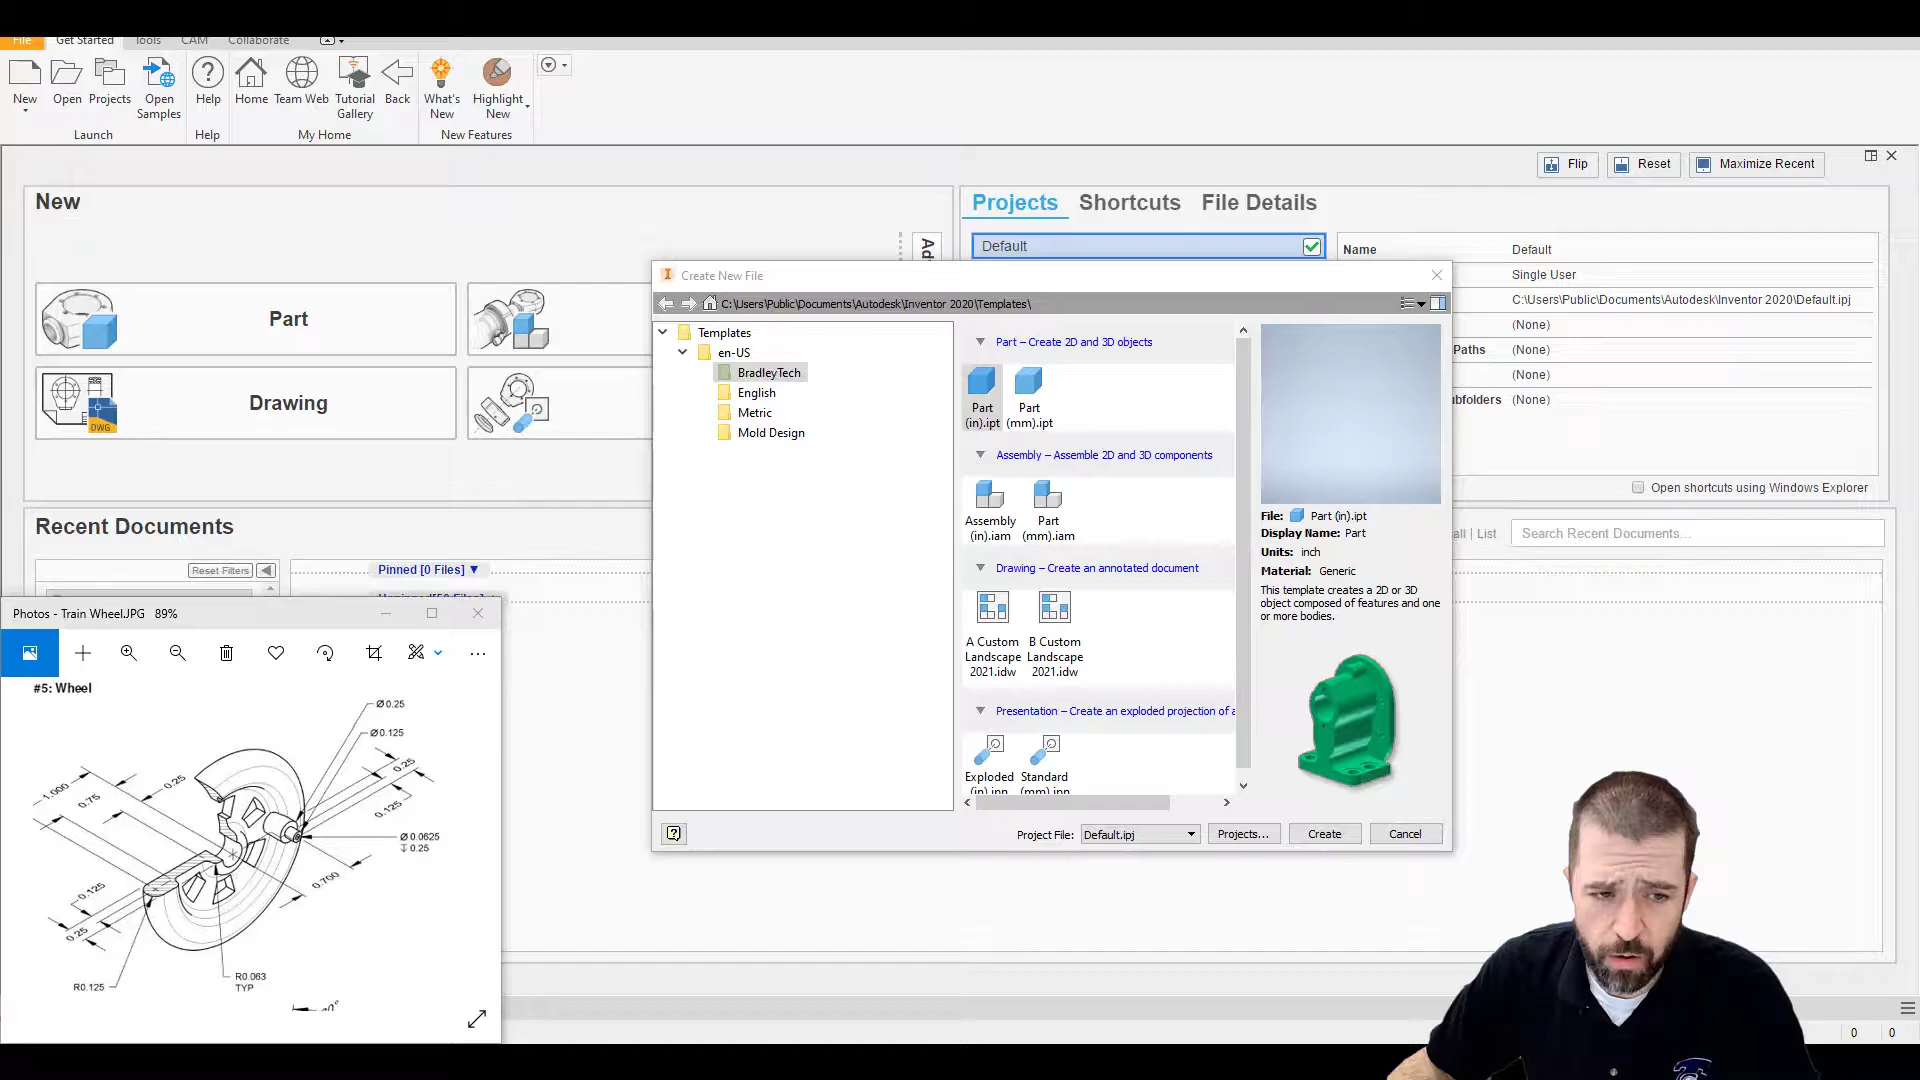 File Get Started Tools CAM Collaborate
New Open Projects Open Samples Help Home Team Web Tutorial Gallery Back What's New Highlight New
Launch Help My Home New Features
Flip Reset Maximize Recent
New
Projects Shortcuts File Details
Default
Name Default
Single User
C:\Users\Public\Documents\Autodesk\Inventor 2020\Default.ipj
(None)
(None)
(None)
(None)
Open shortcuts using Windows Explorer
Part
Drawing
DWG
Create New File
C:\Users\Public\Documents\Autodesk\Inventor 2020\Templates\
Templates
en-US
BradleyTech
English
Metric
Mold Design
Part – Create 2D and 3D objects
Part (in).ipt
Part (mm).ipt
Assembly – Assemble 2D and 3D components
Assembly (in).iam
Part (mm).iam
Drawing – Create an annotated document
A Custom Landscape 2021.idw
B Custom Landscape 2021.idw
Presentation – Create an exploded projection of a
Exploded
Standard
File: Part (in).ipt
Display Name: Part
Units: inch
Material: Generic
This template creates a 2D or 3D
object composed of features and one
or more bodies.
Project File: Default.ipj Projects... Create Cancel
Recent Documents
Reset Filters
Pinned [0 Files]
List
Search Recent Documents...
Photos - Train Wheel.JPG 89%
#5: Wheel
Ø0.25
Ø0.125
0.25
0.125
1.000
0.75
0.25
Ø0.0625
↧0.25
0.700
0.125
0.25
R0.063
TYP
R0.125
0 0